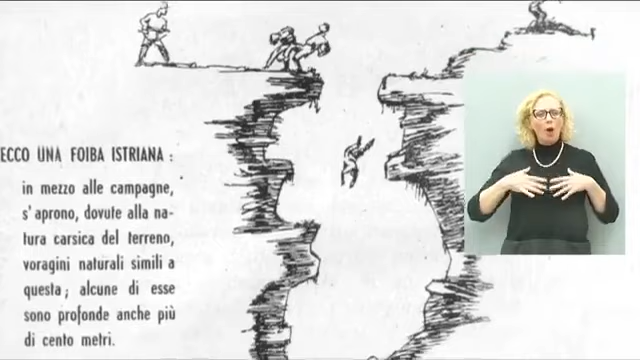 ECCO UNA FOIBA ISTRIANA :
in mezzo alle campagne,
s'aprono, dovute alla na-
tura carsica del terreno,
voragini naturali simili a
questa; alcune di esse
sono profonde anche più
di cento metri.